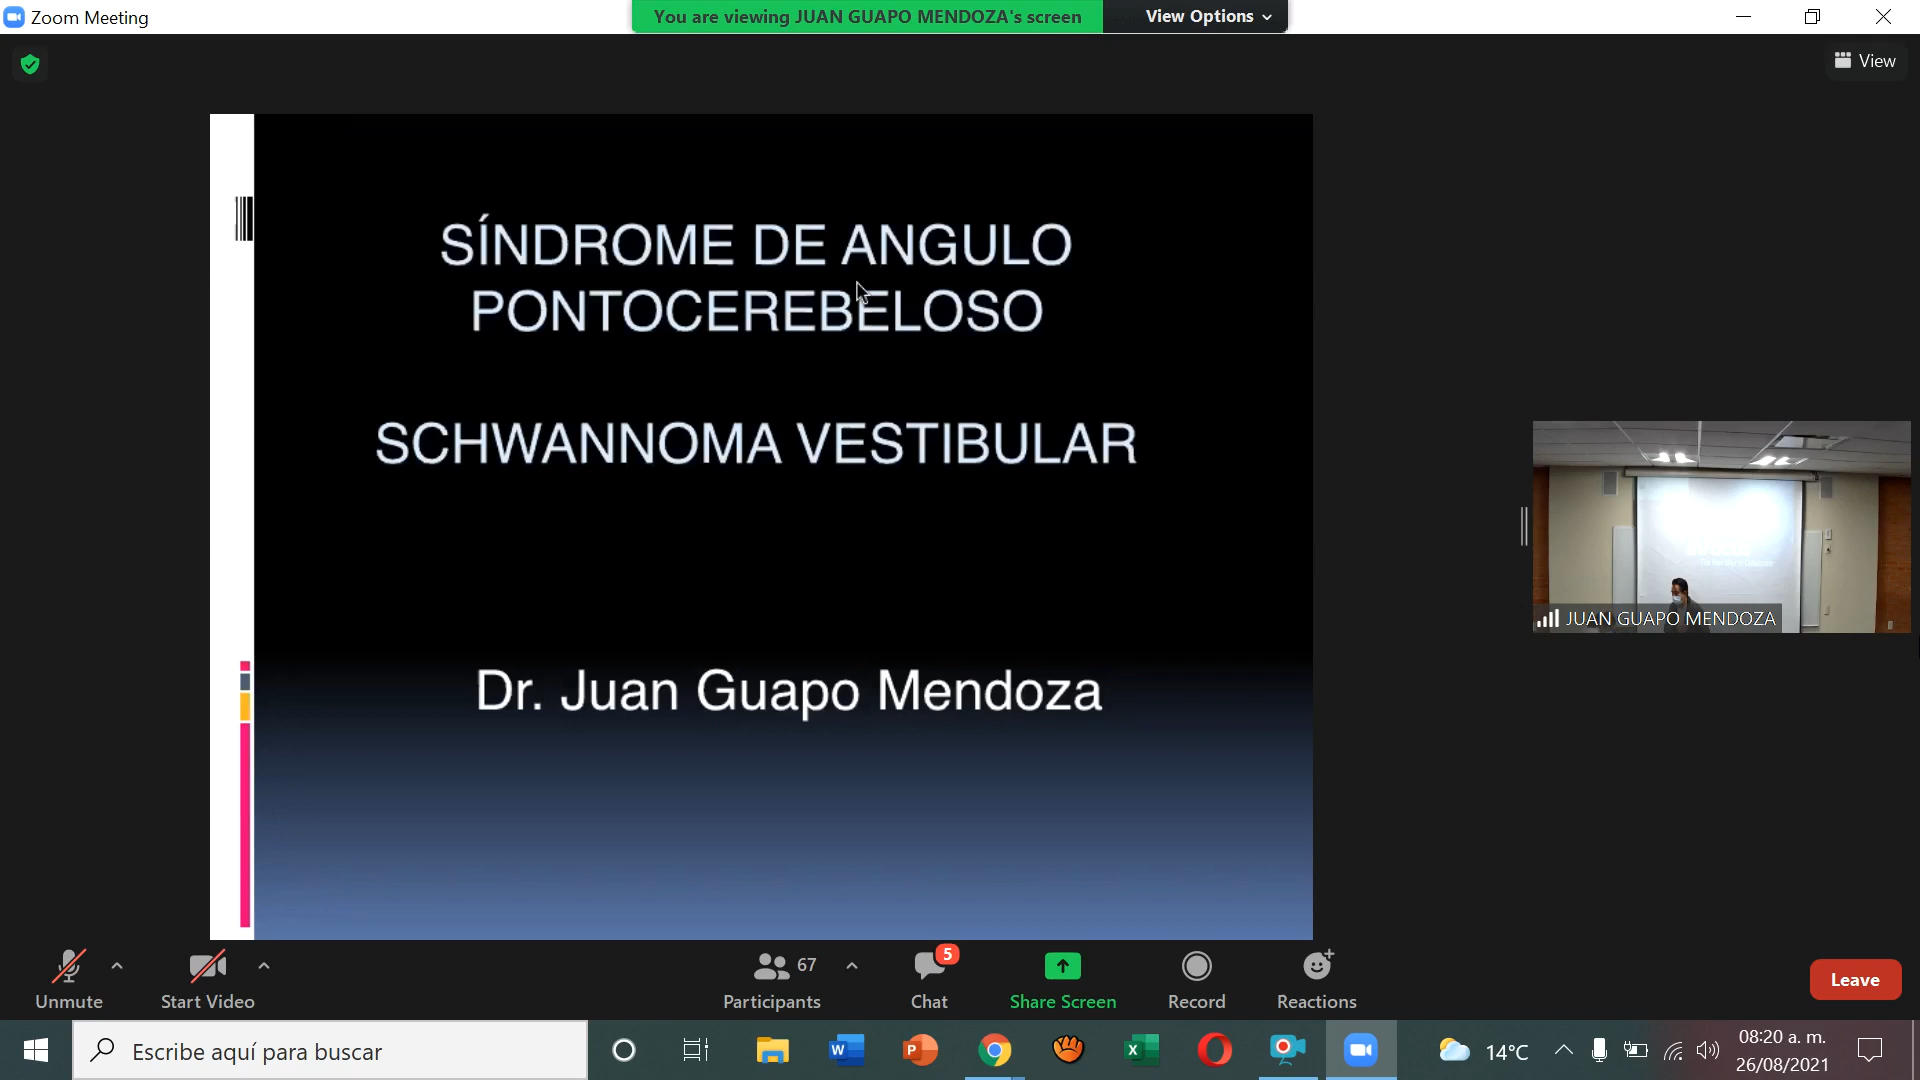 Zoom Meeting
You are viewing JUAN GUAPO MENDOZA's screen
View Options
View
SÍNDROME DE ANGULO
PONTOCEREBELOSO
SCHWANNOMA VESTIBULAR
Dr. Juan Guapo Mendoza
JUAN GUAPO MENDOZA
Unmute
Start Video
67
Participants
5
Chat
Share Screen
Record
Reactions
Leave
Escribe aquí para buscar
14°C
08:20 a. m.
26/08/2021